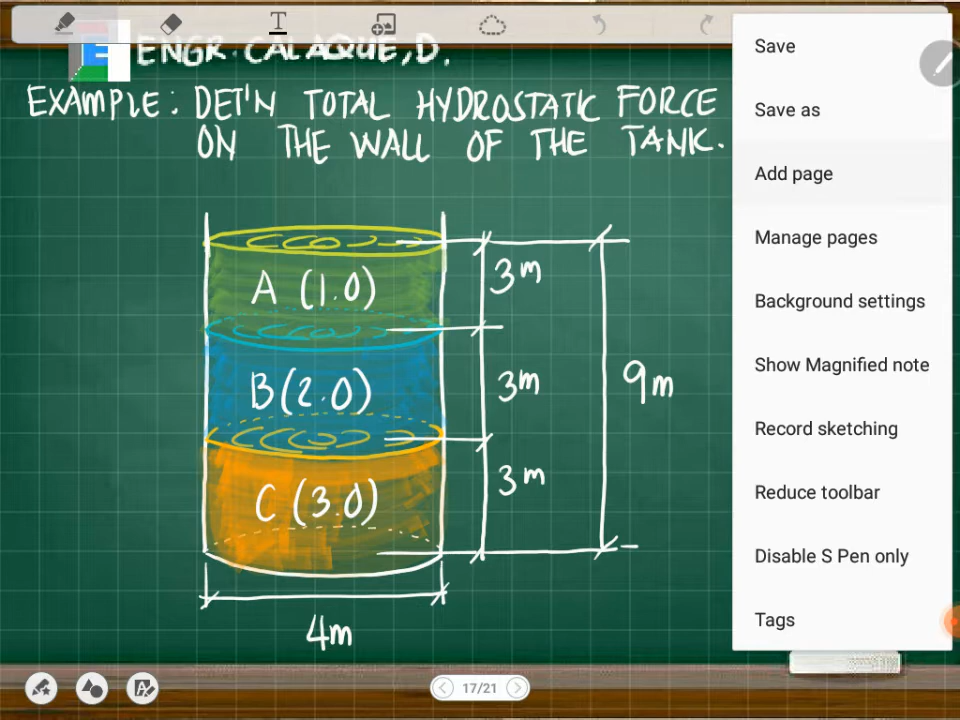 T
E ENGR. CALAQUE, D.
EXAMPLE: DET'N TOTAL HYDROSTATIC FORCE
ON THE WALL OF THE TANK.
A (1.0)
3m
B (2.0)
3m
9m
C (3.0)
3m
4m
Save
Save as
Add page
Manage pages
Background settings
Show Magnified note
Record sketching
Reduce toolbar
Disable S Pen only
Tags
A
17/21